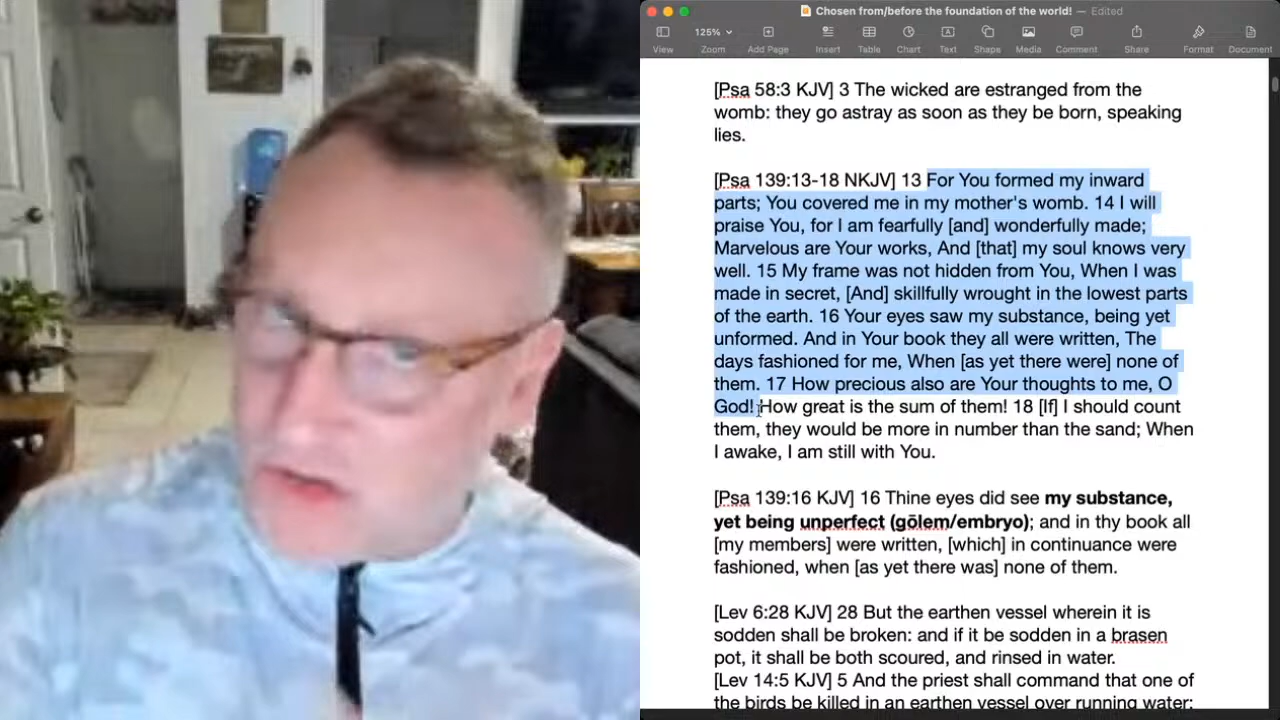 Chosen from/before the foundation of the world! — Edited
125%
View Zoom Add Page Insert Table Chart Text Shape Media Comment Share Format Document
[Psa 58:3 KJV] 3 The wicked are estranged from the
womb: they go astray as soon as they be born, speaking
lies.
[Psa 139:13-18 NKJV] 13 For You formed my inward
parts; You covered me in my mother's womb. 14 I will
praise You, for I am fearfully [and] wonderfully made;
Marvelous are Your works, And [that] my soul knows very
well. 15 My frame was not hidden from You, When I was
made in secret, [And] skillfully wrought in the lowest parts
of the earth. 16 Your eyes saw my substance, being yet
unformed. And in Your book they all were written, The
days fashioned for me, When [as yet there were] none of
them. 17 How precious also are Your thoughts to me, O
God! How great is the sum of them! 18 [If] I should count
them, they would be more in number than the sand; When
I awake, I am still with You.
[Psa 139:16 KJV] 16 Thine eyes did see my substance,
yet being unperfect (gōlem/embryo); and in thy book all
[my members] were written, [which] in continuance were
fashioned, when [as yet there was] none of them.
[Lev 6:28 KJV] 28 But the earthen vessel wherein it is
sodden shall be broken: and if it be sodden in a brasen
pot, it shall be both scoured, and rinsed in water.
[Lev 14:5 KJV] 5 And the priest shall command that one of
the birds be killed in an earthen vessel over running water: